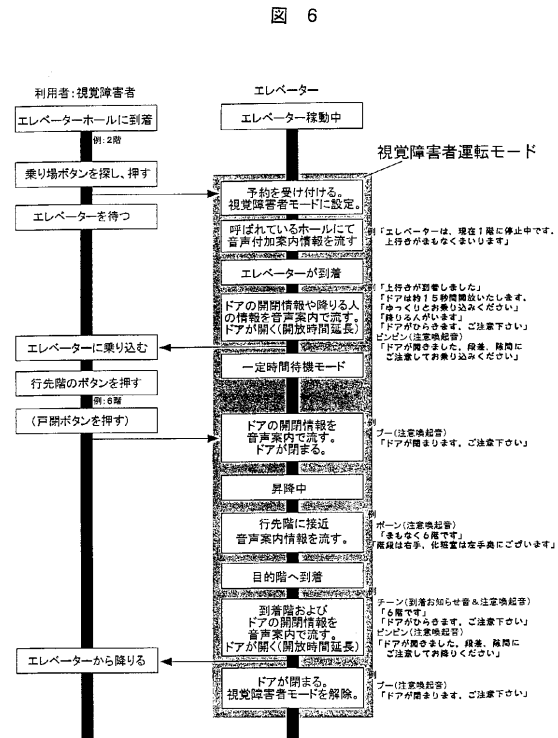 図 6
利用者:視覚障害者
エレベーター
エレベーターホールに到着
エレベーター稼動中
例:2階
視覚障害者運転モード
乗り場ボタンを探し、押す
予約を受け付ける。
視覚障害者モードに設定。
エレベーターを待つ
呼ばれているホールにて
音声付加案内情報を流す
例「エレベーターは、現在1階に停止中です。
上行きがまもなくまいります」
エレベーターが到着
例「上行きが到着しました」
「ドアは約15秒間開放いたします。
「ゆっくりとお乗り込みください」
「降りる人がいます」
「ドアがひらきます。ご注意下さい」
ピンピン(注意喚起音)
「ドアが開きました。段差、隙間に
ご注意してお乗り込みください」
ドアの開閉情報や降りる人
の情報を音声案内で流す。
ドアが開く(開放時間延長)
エレベーターに乗り込む
一定時間待機モード
行先階のボタンを押す
例:6階
(戸閉ボタンを押す)
ドアの開閉情報を
音声案内で流す。
ドアが閉まる。
例
ブー(注意喚起音)
「ドアが閉まります。ご注意下さい」
昇降中
行先階に接近
音声案内情報を流す。
例
ポーン(注意喚起音)
「まもなく6階です」
「階段は右手、化粧室は左手奥にございます」
目的階へ到着
到着階および
ドアの開閉情報を
音声案内で流す。
ドアが開く(開放時間延長)
例
チーン(到着お知らせ音&注意喚起音)
「6階です」
「ドアがひらきます。ご注意下さい」
ピンピン(注意喚起音)
「ドアが開きました。段差、隙間に
ご注意してお降りください」
エレベーターから降りる
ドアが閉まる。
視覚障害者モードを解除。
例
ブー(注意喚起音)
「ドアが閉まります。ご注意下さい」